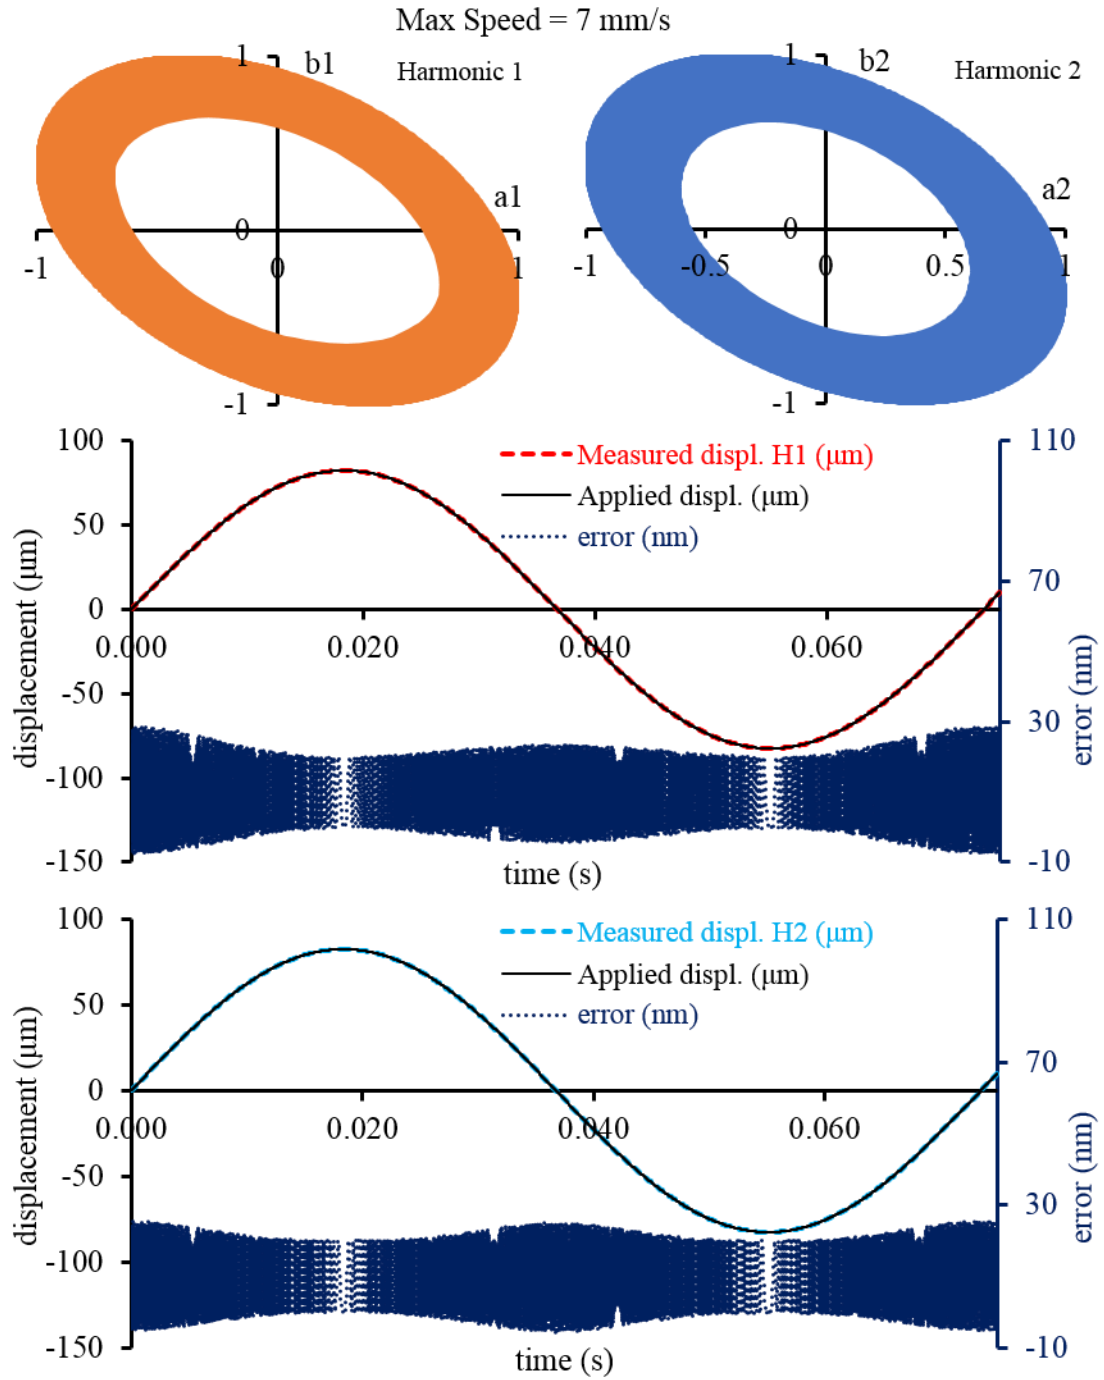 Max Speed = 7 mm/s
1 b1 Harmonic 1
a1
0
-1 0 1
-1
1 b2 Harmonic 2
a2
0
-1 -0.5 0 0.5 1
-1
100 110
Measured displ. H1 (μm)
Applied displ. (μm)
error (nm)
50
70
0
0.000 0.020 0.040 0.060
-50
30
-100
-150 -10
displacement (μm)
error (nm)
time (s)
100 110
Measured displ. H2 (μm)
Applied displ. (μm)
error (nm)
50
70
0
0.000 0.020 0.040 0.060
-50
30
-100
-150 -10
displacement (μm)
error (nm)
time (s)